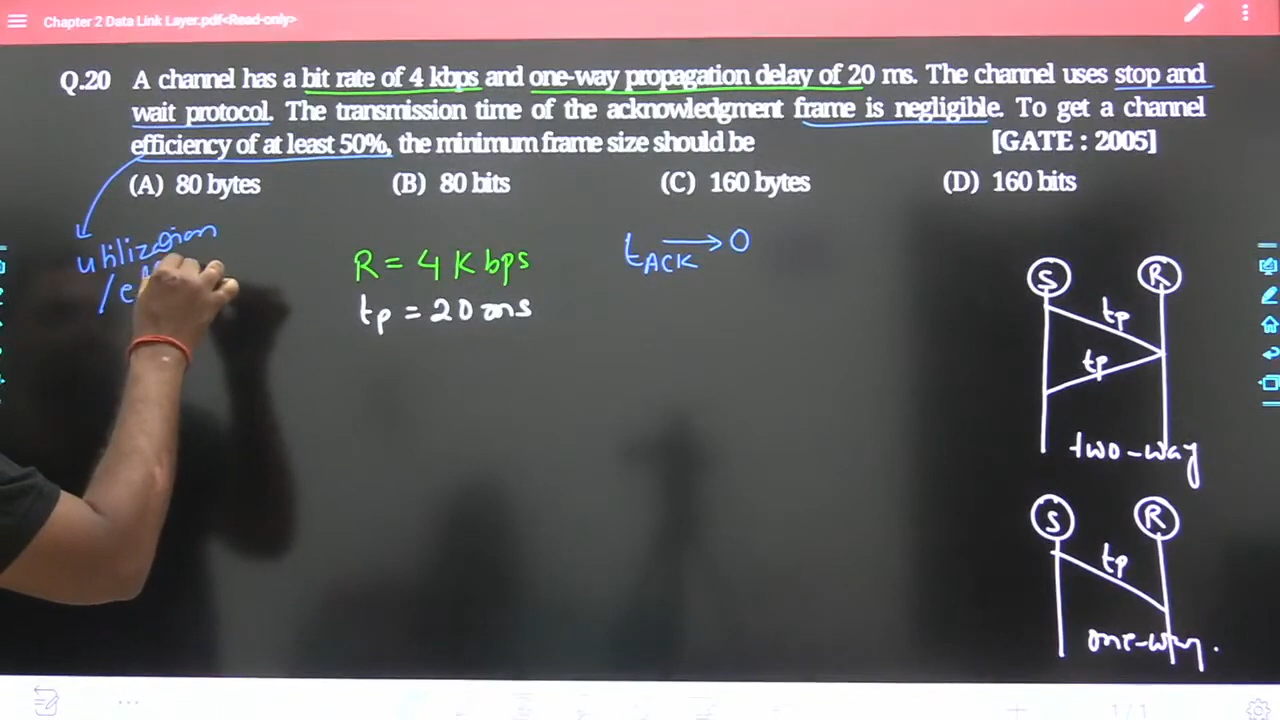 Chapter 2 Data Link Layer.pdf<Read-only>
Q.20 A channel has a bit rate of 4 kbps and one-way propagation delay of 20 ms. The channel uses stop and
wait protocol. The transmission time of the acknowledgment frame is negligible. To get a channel
efficiency of at least 50%, the minimum frame size should be [GATE : 2005]
(A) 80 bytes (B) 80 bits (C) 160 bytes (D) 160 bits
utilization
R = 4 K bps
tp = 20 ms
tACK → 0
S R
tp
tp
two-way
S R
tp
one-way.
1/1